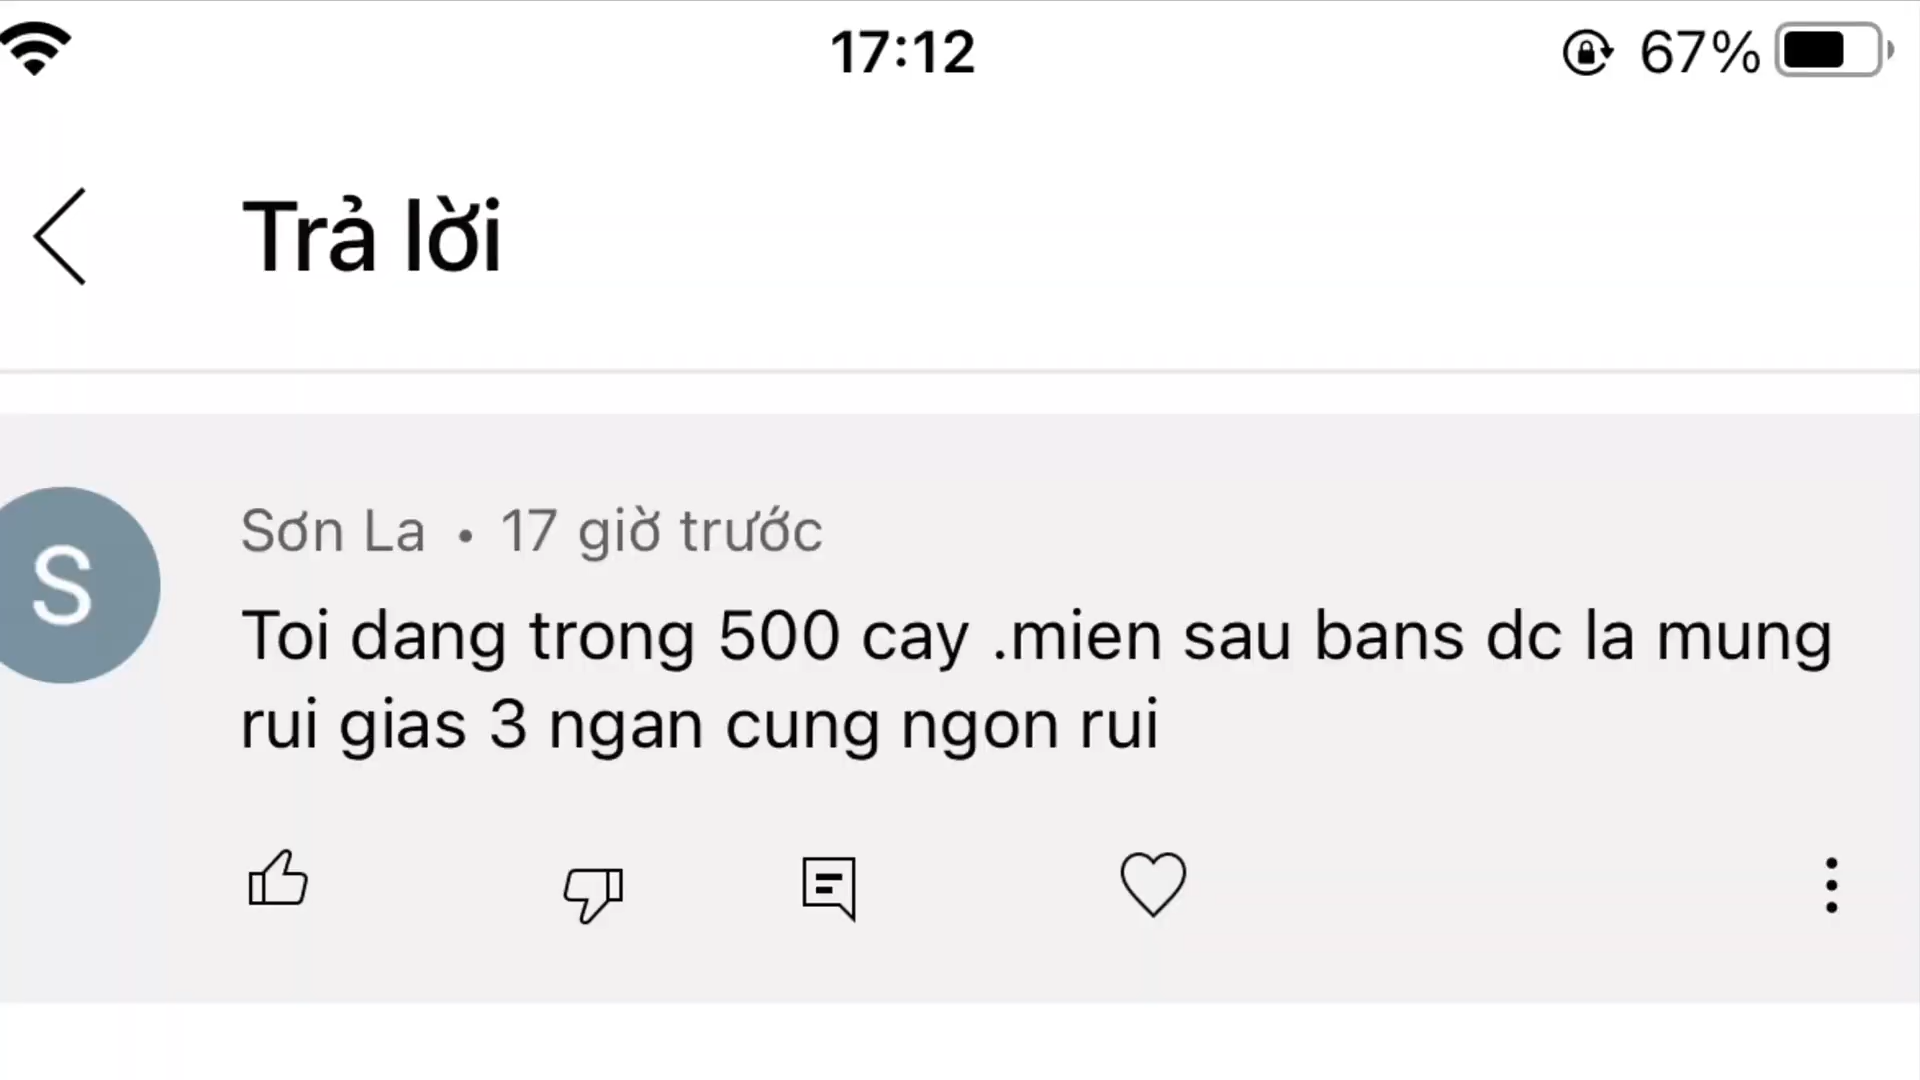 17:12 67%
Trả lời
S
Sơn La • 17 giờ trước
Toi dang trong 500 cay .mien sau bans dc la mung
rui gias 3 ngan cung ngon rui